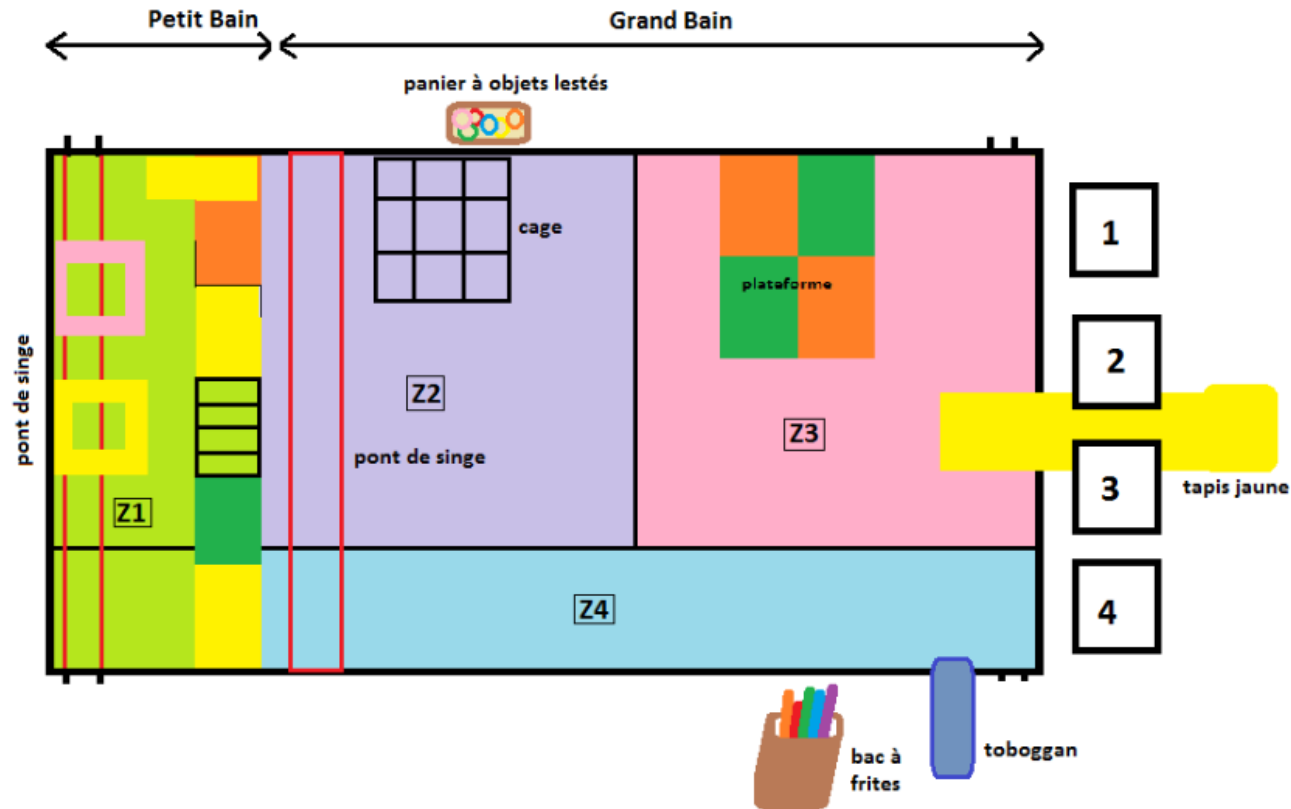 Petit Bain
Grand Bain
panier à objets lestés
1
cage
plateforme
2
pont de singe
Z2
Z3
pont de singe
3
tapis jaune
Z1
Z4
4
bac à
frites
toboggan